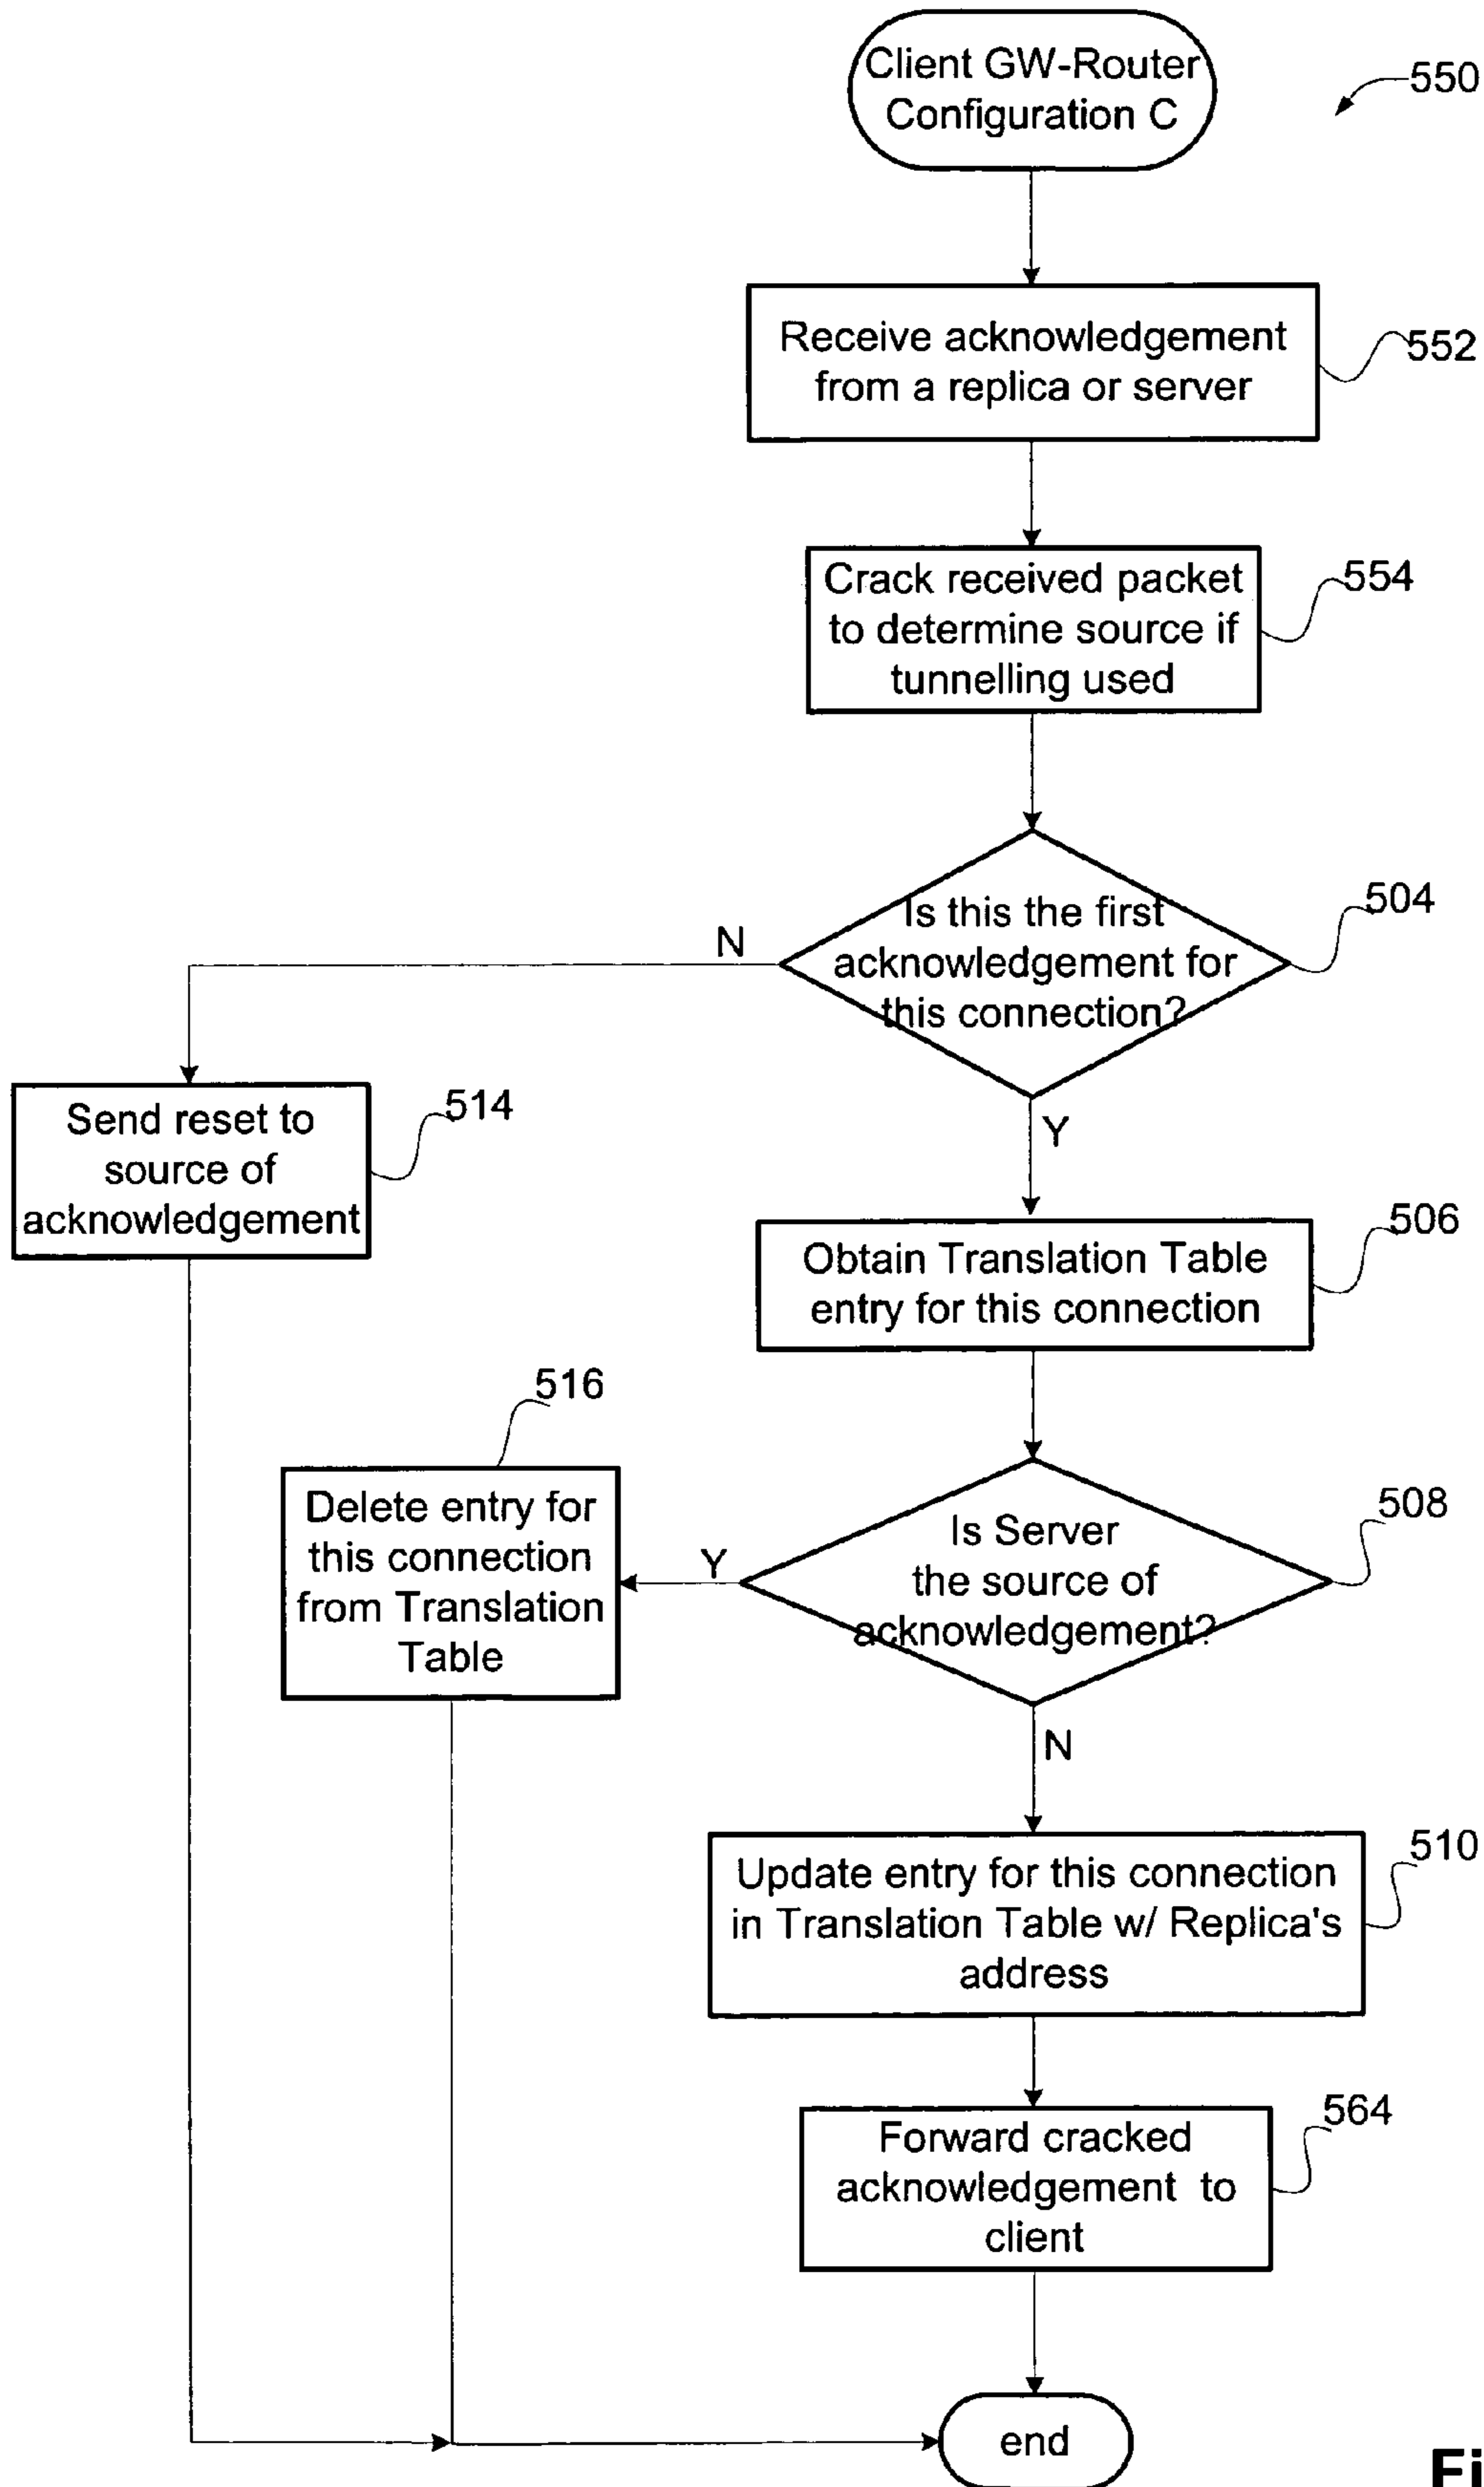 Client GW-Router
Configuration C
550
Receive acknowledgement
from a replica or server
552
Crack received packet
to determine source if
tunnelling used
554
Is this the first
acknowledgement for
this connection?
504
N
Y
Send reset to
source of
acknowledgement
514
Obtain Translation Table
entry for this connection
506
516
Delete entry for
this connection
from Translation
Table
Y
Is Server
the source of
acknowledgement?
508
N
Update entry for this connection
in Translation Table w/ Replica's
address
510
Forward cracked
acknowledgement to
client
564
end